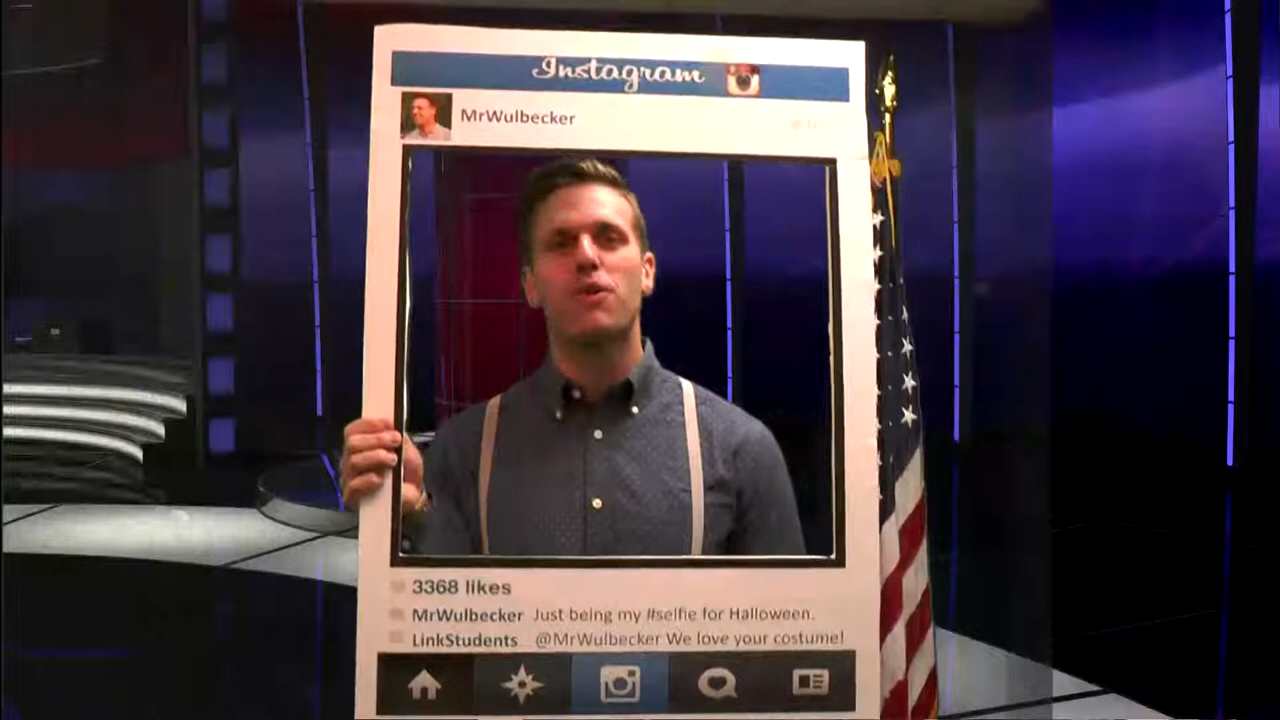 Instagram
MrWulbecker
3368 likes
MrWulbecker Just being my #selfie for Halloween.
LinkStudents @MrWulbecker We love your costume!